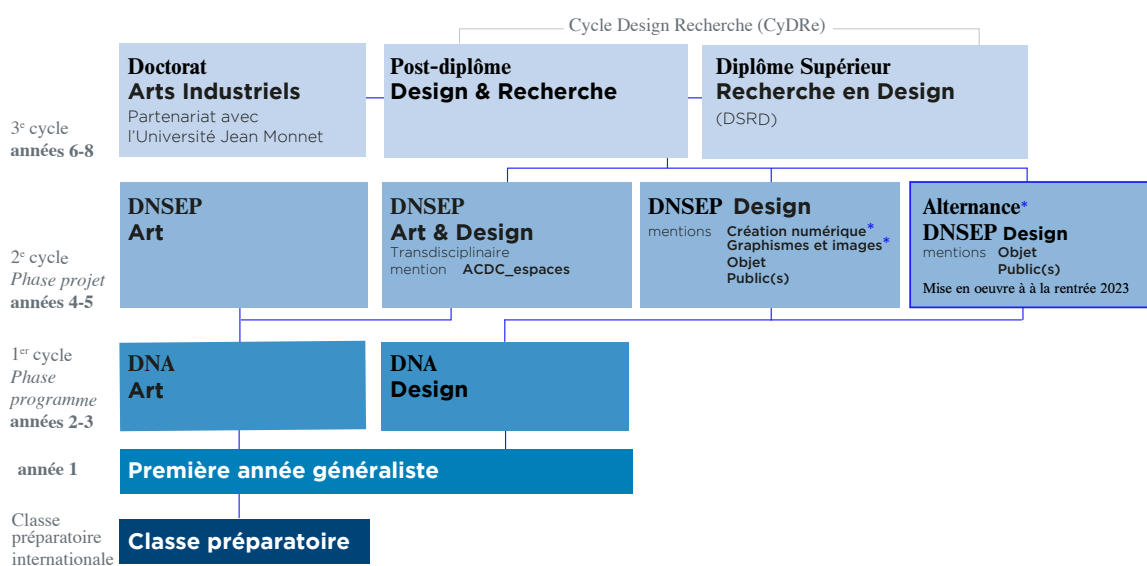 Cycle Design Recherche (CyDRe)
3e cycle
années 6-8
Doctorat
Arts Industriels
Partenariat avec
l'Université Jean Monnet
Post-diplôme
Design & Recherche
Diplôme Supérieur
Recherche en Design
(DSRD)
2e cycle
Phase projet
années 4-5
DNSEP
Art
DNSEP
Art & Design
Transdisciplinaire
mention ACDC_espaces
DNSEP Design
mentions Création numérique*
Graphismes et images*
Objet
Public(s)
Alternance*
DNSEP Design
mentions Objet
Public(s)
Mise en oeuvre à à la rentrée 2023
1er cycle
Phase
programme
années 2-3
DNA
Art
DNA
Design
année 1
Première année généraliste
Classe
préparatoire
internationale
Classe préparatoire